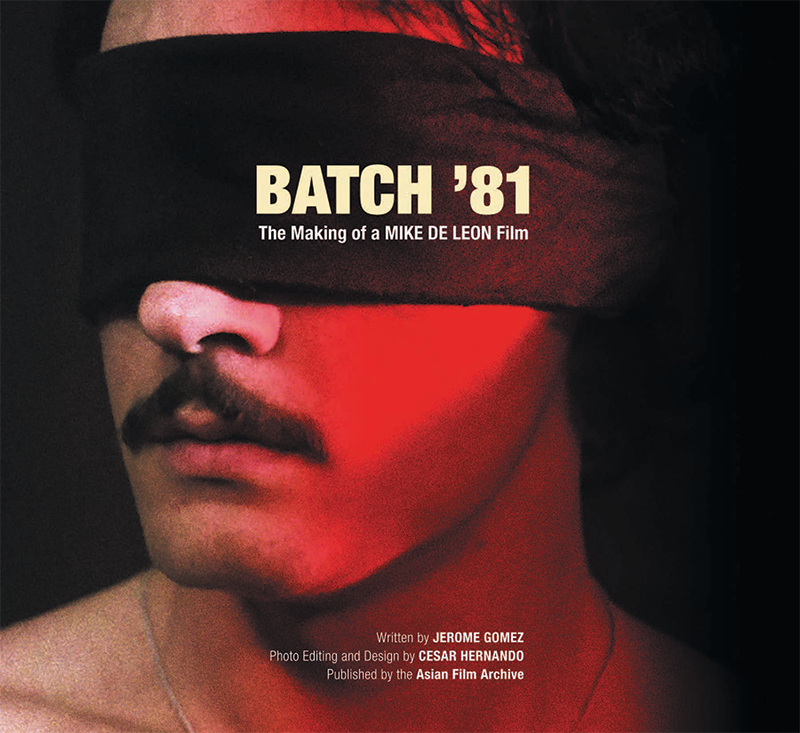 BATCH ’81
The Making of a MIKE DE LEON Film
Written by JEROME GOMEZ
Photo Editing and Design by CESAR HERNANDO
Published by the Asian Film Archive